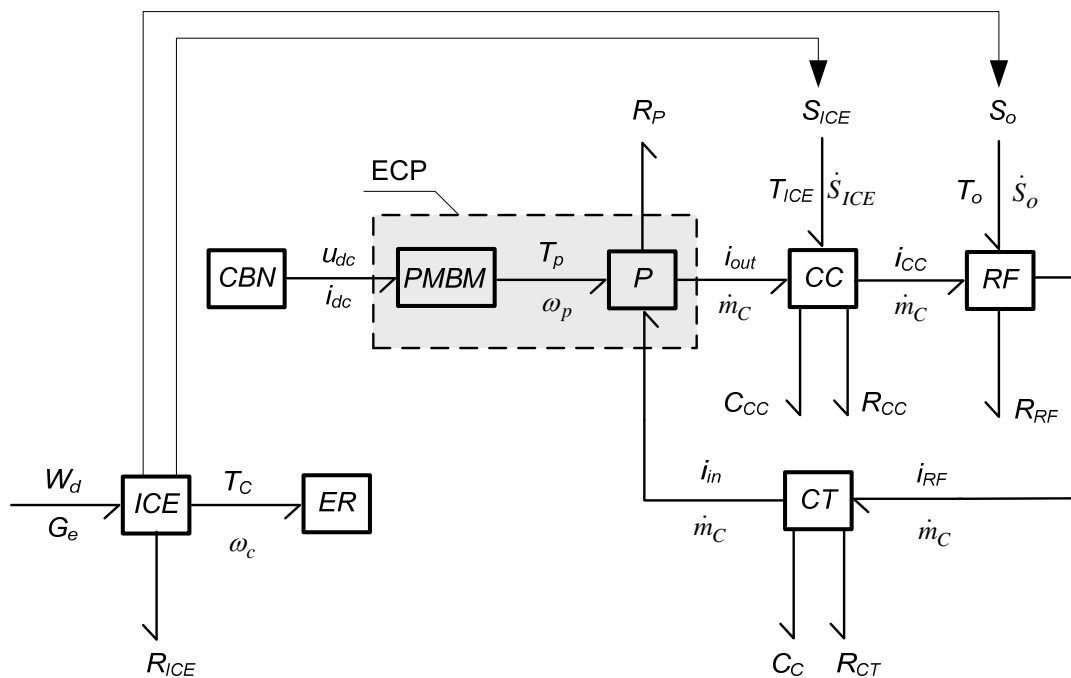 R_P
S_ICE
S_o
ECP
T_ICE
Ṡ_ICE
T_o
Ṡ_o
u_dc
T_p
i_out
i_CC
CBN
PMBM
P
CC
RF
i_dc
ω_p
ṁ_C
ṁ_C
C_CC
R_CC
R_RF
W_d
T_C
i_in
i_RF
ICE
ER
CT
G_e
ω_c
ṁ_C
ṁ_C
R_ICE
C_C
R_CT